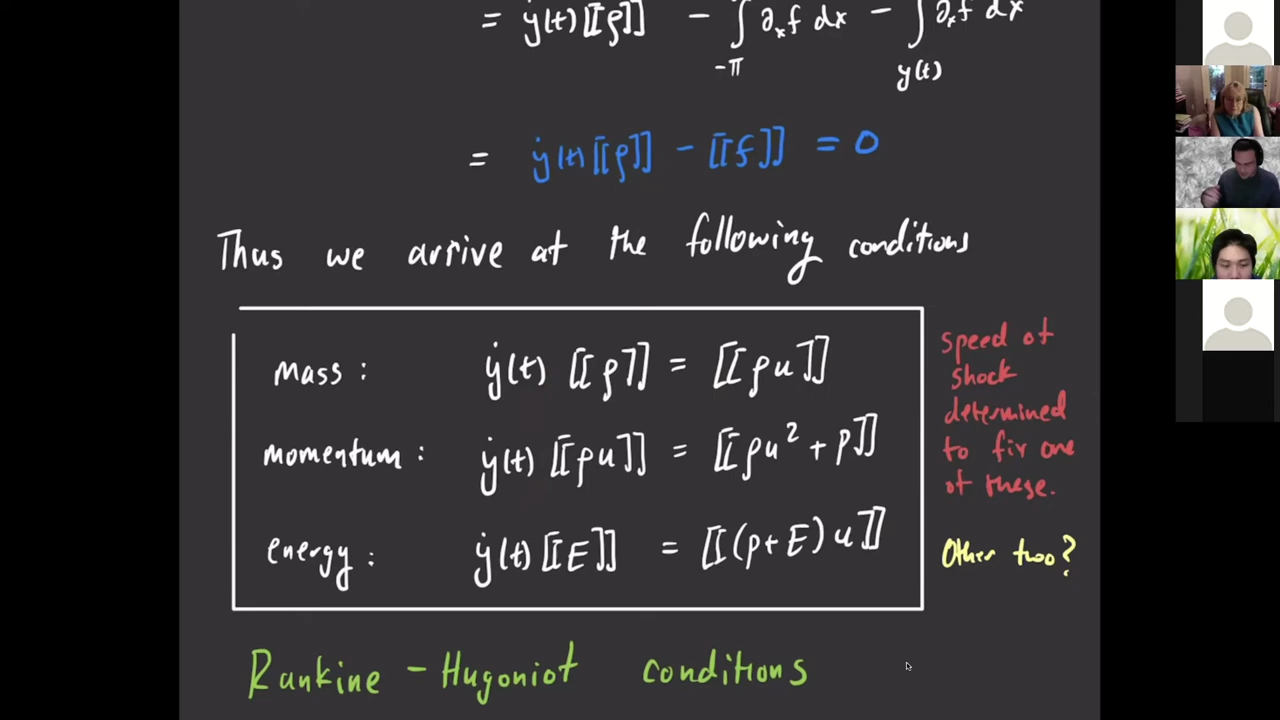 = ẏ(t)[[ρ]] − ∫ ∂ₓf dx − ∫ ∂ₓf dx
−π y(t)
= ẏ(t)[[ρ]] − [[f]] = 0
Thus we arrive at the following conditions
mass: ẏ(t) [[ρ]] = [[ρu]]
momentum: ẏ(t) [[ρu]] = [[ρu² + p]]
energy: ẏ(t) [[E]] = [[(p+E)u]]
speed of
shock
determined
to fix one
of these.
Other two?
Rankine - Hugoniot conditions